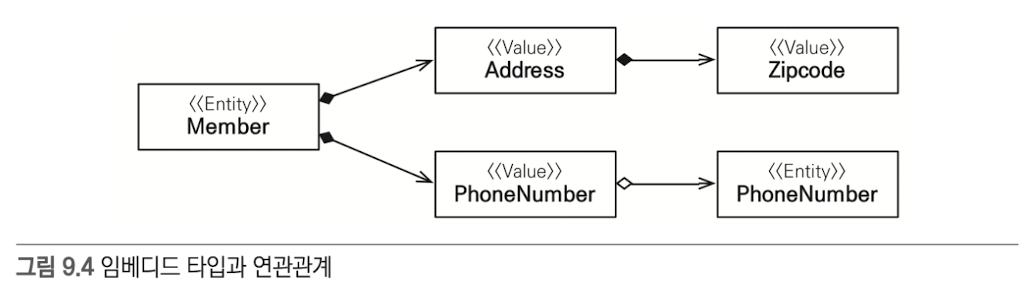 ⟨⟨Value⟩⟩
Address
⟨⟨Value⟩⟩
Zipcode
⟨⟨Entity⟩⟩
Member
⟨⟨Value⟩⟩
PhoneNumber
⟨⟨Entity⟩⟩
PhoneNumber
그림 9.4 임베디드 타입과 연관관계